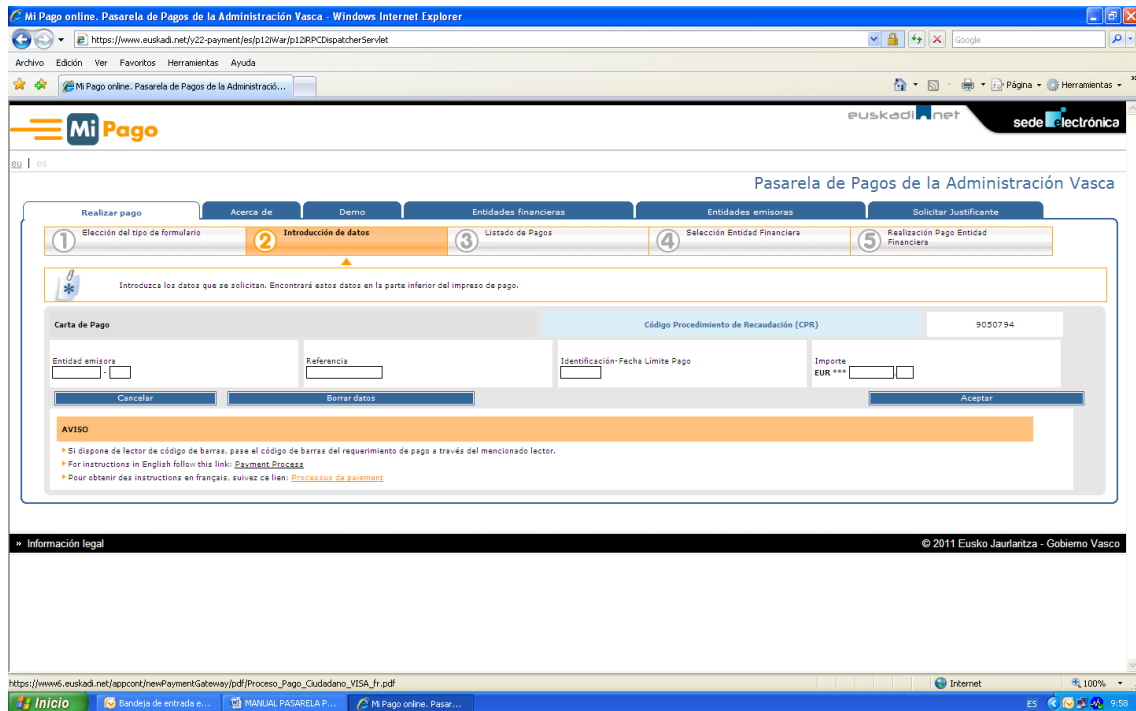 Mi Pago online. Pasarela de Pagos de la Administración Vasca - Windows Internet Explorer
https://www.euskadi.net/y22-payment/es/p12iWar/p12iRPCDispatcherServlet
Google
Archivo Edición Ver Favoritos Herramientas Ayuda
Mi Pago online. Pasarela de Pagos de la Administració...
Página
Herramientas
Mi Pago
euskadi net
sede electrónica
eu | es
Pasarela de Pagos de la Administración Vasca
Realizar pago Acerca de Demo Entidades financieras Entidades emisoras Solicitar Justificante
1 Elección del tipo de formulario
2 Introducción de datos
3 Listado de Pagos
4 Selección Entidad Financiera
5 Realización Pago Entidad
Financiera
Introduzca los datos que se solicitan. Encontrará estos datos en la parte inferior del impreso de pago.
Carta de Pago Código Procedimiento de Recaudación (CPR) 9050794
Entidad emisora Referencia Identificación-Fecha Límite Pago Importe
- EUR ***
Cancelar Borrar datos Aceptar
AVISO
Si dispone de lector de código de barras, pase el código de barras del requerimiento de pago a través del mencionado lector.
For instructions in English follow this link: Payment Process
Pour obtenir des instructions en français, suivez ce lien: Processus de paiement
» Información legal © 2011 Eusko Jaurlaritza - Gobierno Vasco
https://www6.euskadi.net/appcont/newPaymentGateway/pdf/Proceso_Pago_Ciudadano_VISA_fr.pdf Internet 100%
Inicio Bandeja de entrada e... MANUAL PASARELA P... Mi Pago online. Pasar... ES 9:58